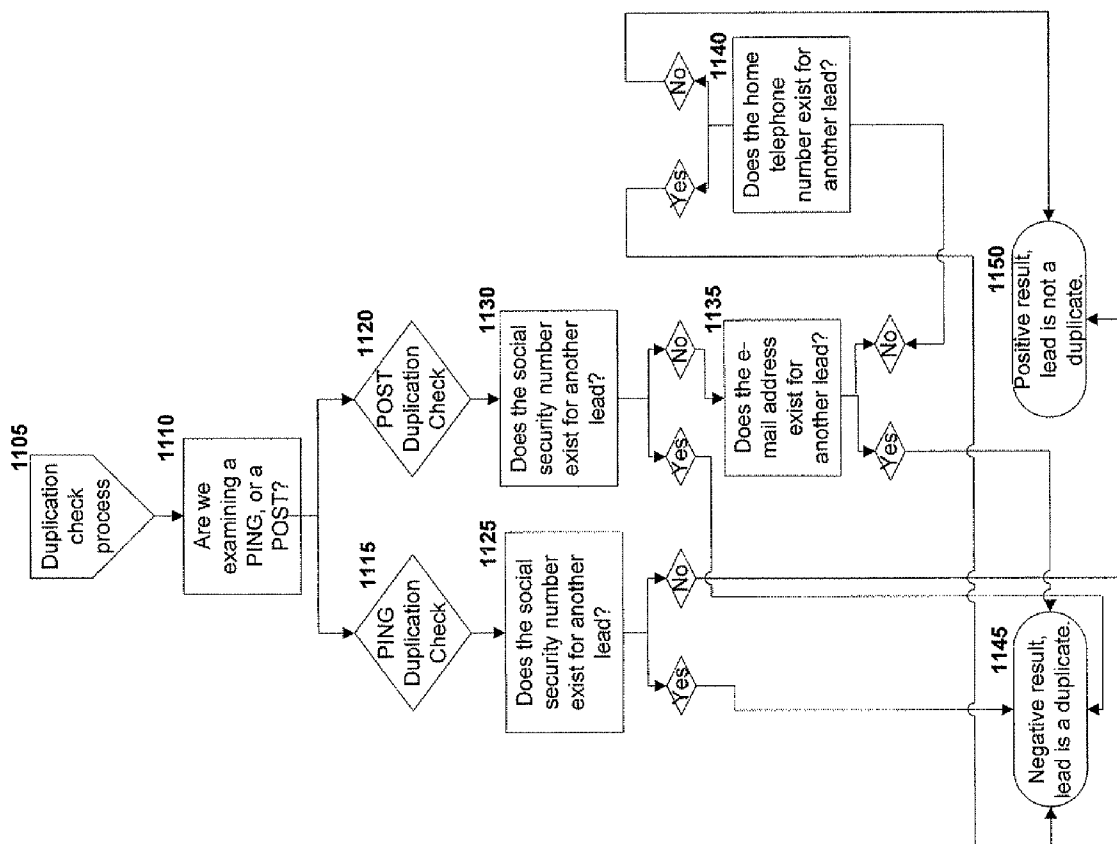 1105
Duplication
check
process
1110
Are we
examining a
PING, or a
POST?
1115
PING
Duplication
Check
1120
POST
Duplication
Check
1125
Does the social
security number
exist for another
lead?
1130
Does the social
security number
exist for another
lead?
Yes
No
Yes
No
1135
Does the e-
mail address
exist for
another lead?
Yes
No
Yes
No
1140
Does the home
telephone
number exist for
another lead?
1145
Negative result,
lead is a duplicate.
1150
Positive result,
lead is not a
duplicate.